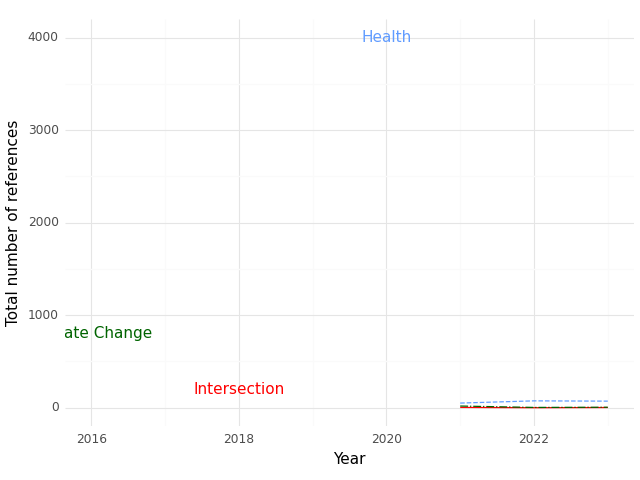 4000
Health
3000
Total number of references
2000
1000
ate Change
Intersection
0
2016
2018
2020
2022
Year